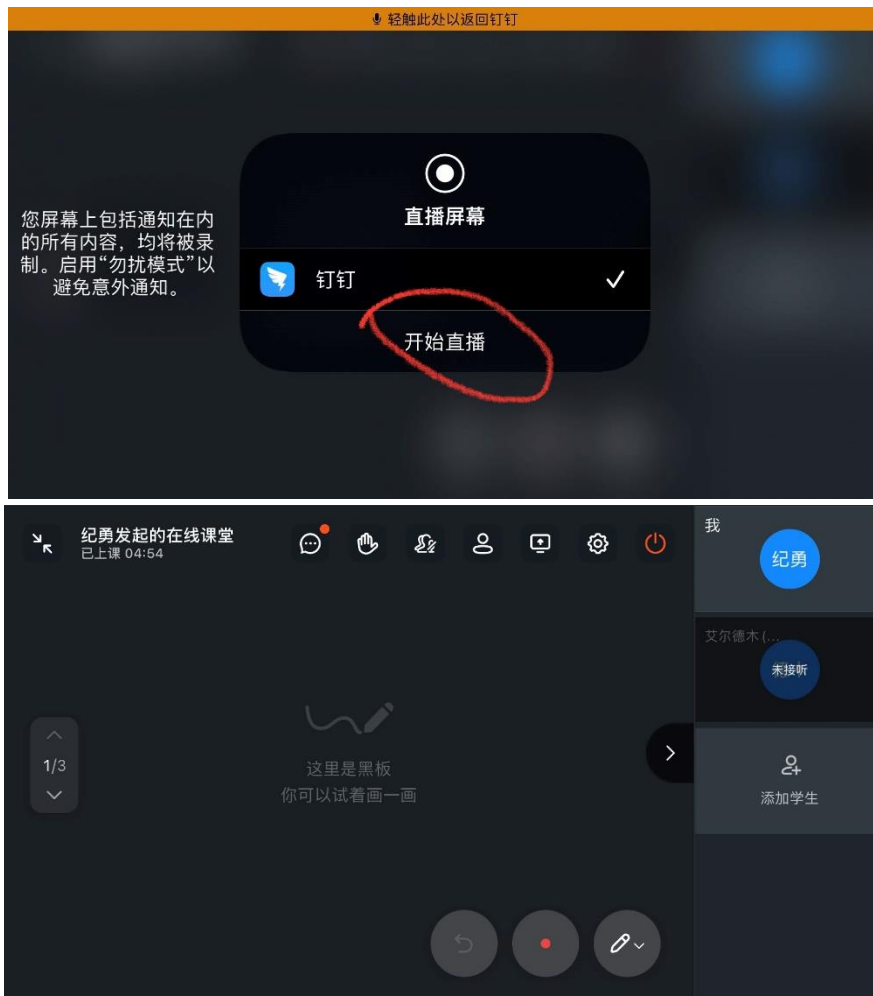 轻触此处以返回钉钉
您屏幕上包括通知在内
的所有内容，均将被录
制。启用“勿扰模式”以
避免意外通知。
直播屏幕
钉钉
开始直播
纪勇发起的在线课堂
已上课 04:54
我
纪勇
艾尔德木(...
未接听
1/3
这里是黑板
你可以试着画一画
添加学生